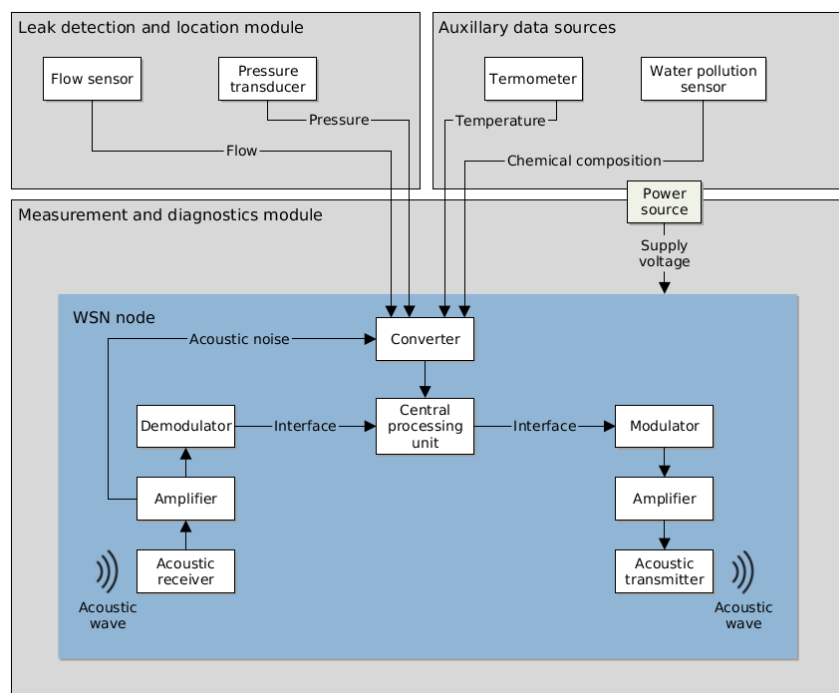 Leak detection and location module
Auxillary data sources
Flow sensor
Pressure
transducer
Termometer
Water pollution
sensor
Pressure
Temperature
Flow
Chemical composition
Power
source
Measurement and diagnostics module
Supply
voltage
WSN node
Acoustic noise
Converter
Demodulator
Interface
Central
processing
unit
Interface
Modulator
Amplifier
Amplifier
Acoustic
receiver
Acoustic
transmitter
Acoustic
wave
Acoustic
wave